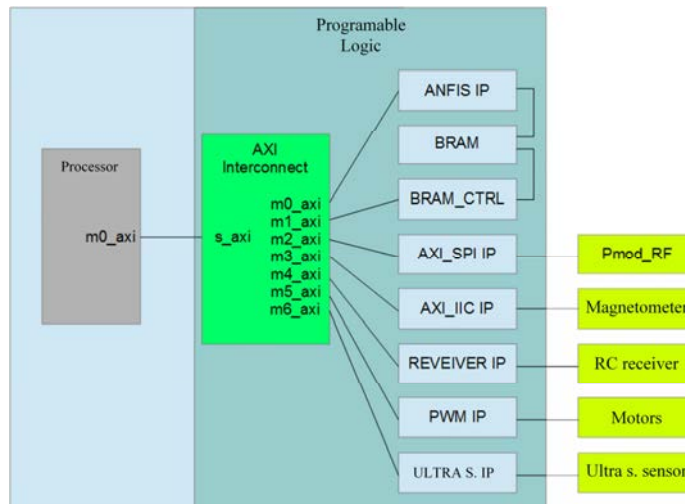 Programable
Logic
ANFIS IP
BRAM
BRAM_CTRL
AXI
Interconnect
Processor
m0_axi
s_axi
m0_axi
m1_axi
m2_axi
m3_axi
m4_axi
m5_axi
m6_axi
AXI_SPI IP
Pmod_RF
AXI_IIC IP
Magnetometer
REVEIVER IP
RC receiver
PWM IP
Motors
ULTRA S. IP
Ultra s. sensor